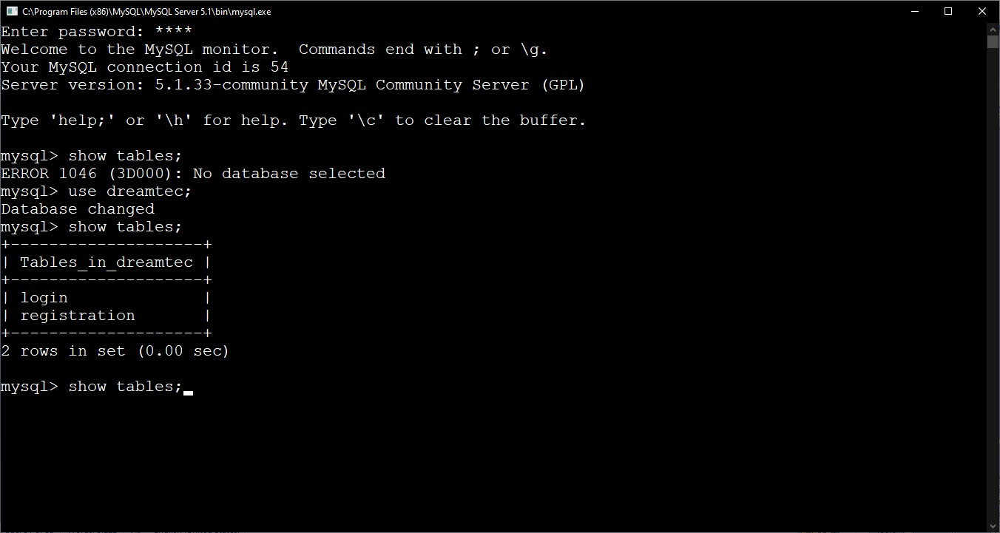 C:\Program Files (x86)\MySQL\MySQL Server 5.1\bin\mysql.exe
Enter password: ****
Welcome to the MySQL monitor.  Commands end with ; or \g.
Your MySQL connection id is 54
Server version: 5.1.33-community MySQL Community Server (GPL)
Type 'help;' or '\h' for help. Type '\c' to clear the buffer.
mysql> show tables;
ERROR 1046 (3D000): No database selected
mysql> use dreamtec;
Database changed
mysql> show tables;
+--------------------+
| Tables_in_dreamtec |
+--------------------+
| login              |
| registration       |
+--------------------+
2 rows in set (0.00 sec)
mysql> show tables;